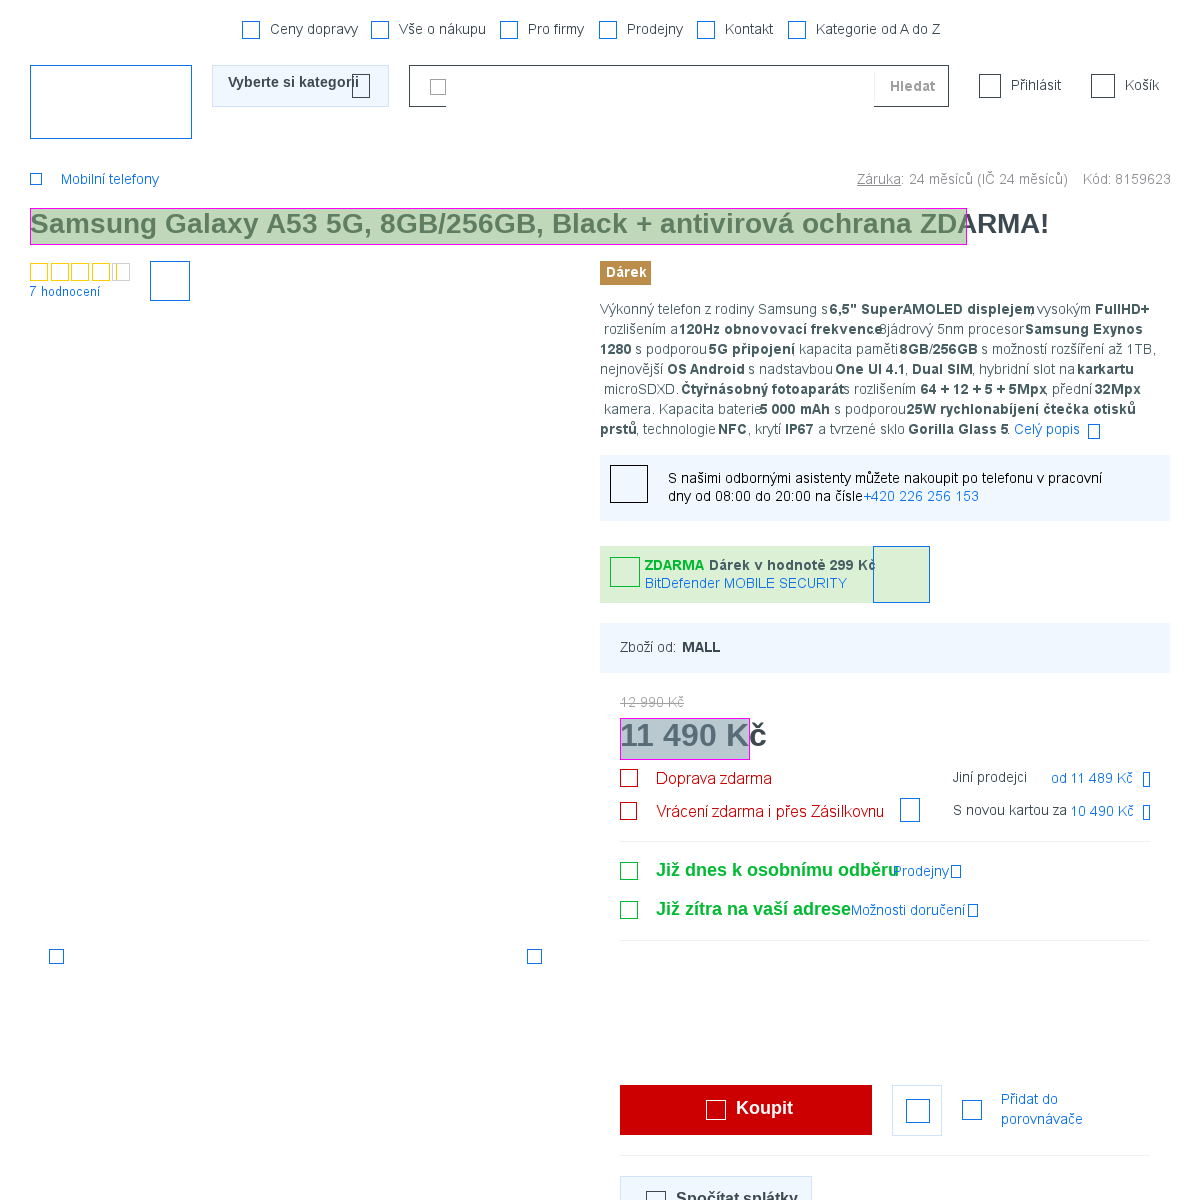 Ceny dopravy Vše o nákupu Pro firmy Prodejny Kontakt Kategorie od A do Z
Vyberte si kategorii Hledat Přihlásit Košík
Mobilní telefony Záruka: 24 měsíců (IČ 24 měsíců) Kód: 8159623
Samsung Galaxy A53 5G, 8GB/256GB, Black + antivirová ochrana ZDARMA!
7 hodnocení
Dárek
Výkonný telefon z rodiny Samsung s 6,5" SuperAMOLED displejem, vysokým FullHD+
rozlišením a 120Hz obnovovací frekvence. 8jádrový 5nm procesor Samsung Exynos
1280 s podporou 5G připojení, kapacita paměti 8GB/256GB s možností rozšíření až 1TB,
nejnovější OS Android s nadstavbou One UI 4.1, Dual SIM, hybridní slot na kartu
microSDXD. Čtyřnásobný fotoaparát s rozlišením 64 + 12 + 5 + 5Mpx, přední 32Mpx
kamera. Kapacita baterie 5 000 mAh s podporou 25W rychlonabíjení, čtečka otisků
prstů, technologie NFC, krytí IP67 a tvrzené sklo Gorilla Glass 5. Celý popis
S našimi odbornými asistenty můžete nakoupit po telefonu v pracovní
dny od 08:00 do 20:00 na čísle +420 226 256 153
ZDARMA Dárek v hodnotě 299 Kč
BitDefender MOBILE SECURITY
Zboží od: MALL
12 990 Kč
11 490 Kč
Doprava zdarma Jiní prodejci od 11 489 Kč
Vrácení zdarma i přes Zásilkovnu S novou kartou za 10 490 Kč
Již dnes k osobnímu odběru Prodejny
Již zítra na vaší adrese Možnosti doručení
Koupit
Přidat do
porovnávače
Spočítat splátky